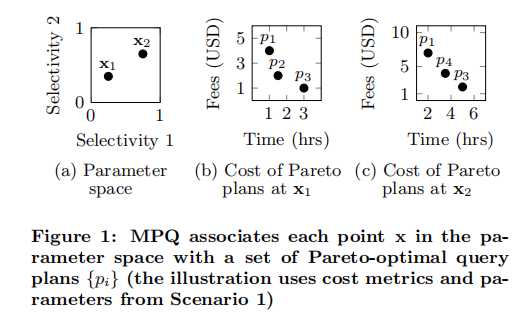 1
Selectivity 2
x₂
x₁
0
0
1
Selectivity 1
(a) Parameter
space
Fees (USD)
5
3
1
p₁
p₂
p₃
1 2 3
Time (hrs)
(b) Cost of Pareto
plans at x₁
Fees (USD)
10
5
1
p₁
p₄
p₃
2 4 6
Time (hrs)
(c) Cost of Pareto
plans at x₂
Figure 1: MPQ associates each point x in the pa-
rameter space with a set of Pareto-optimal query
plans {pᵢ} (the illustration uses cost metrics and pa-
rameters from Scenario 1)